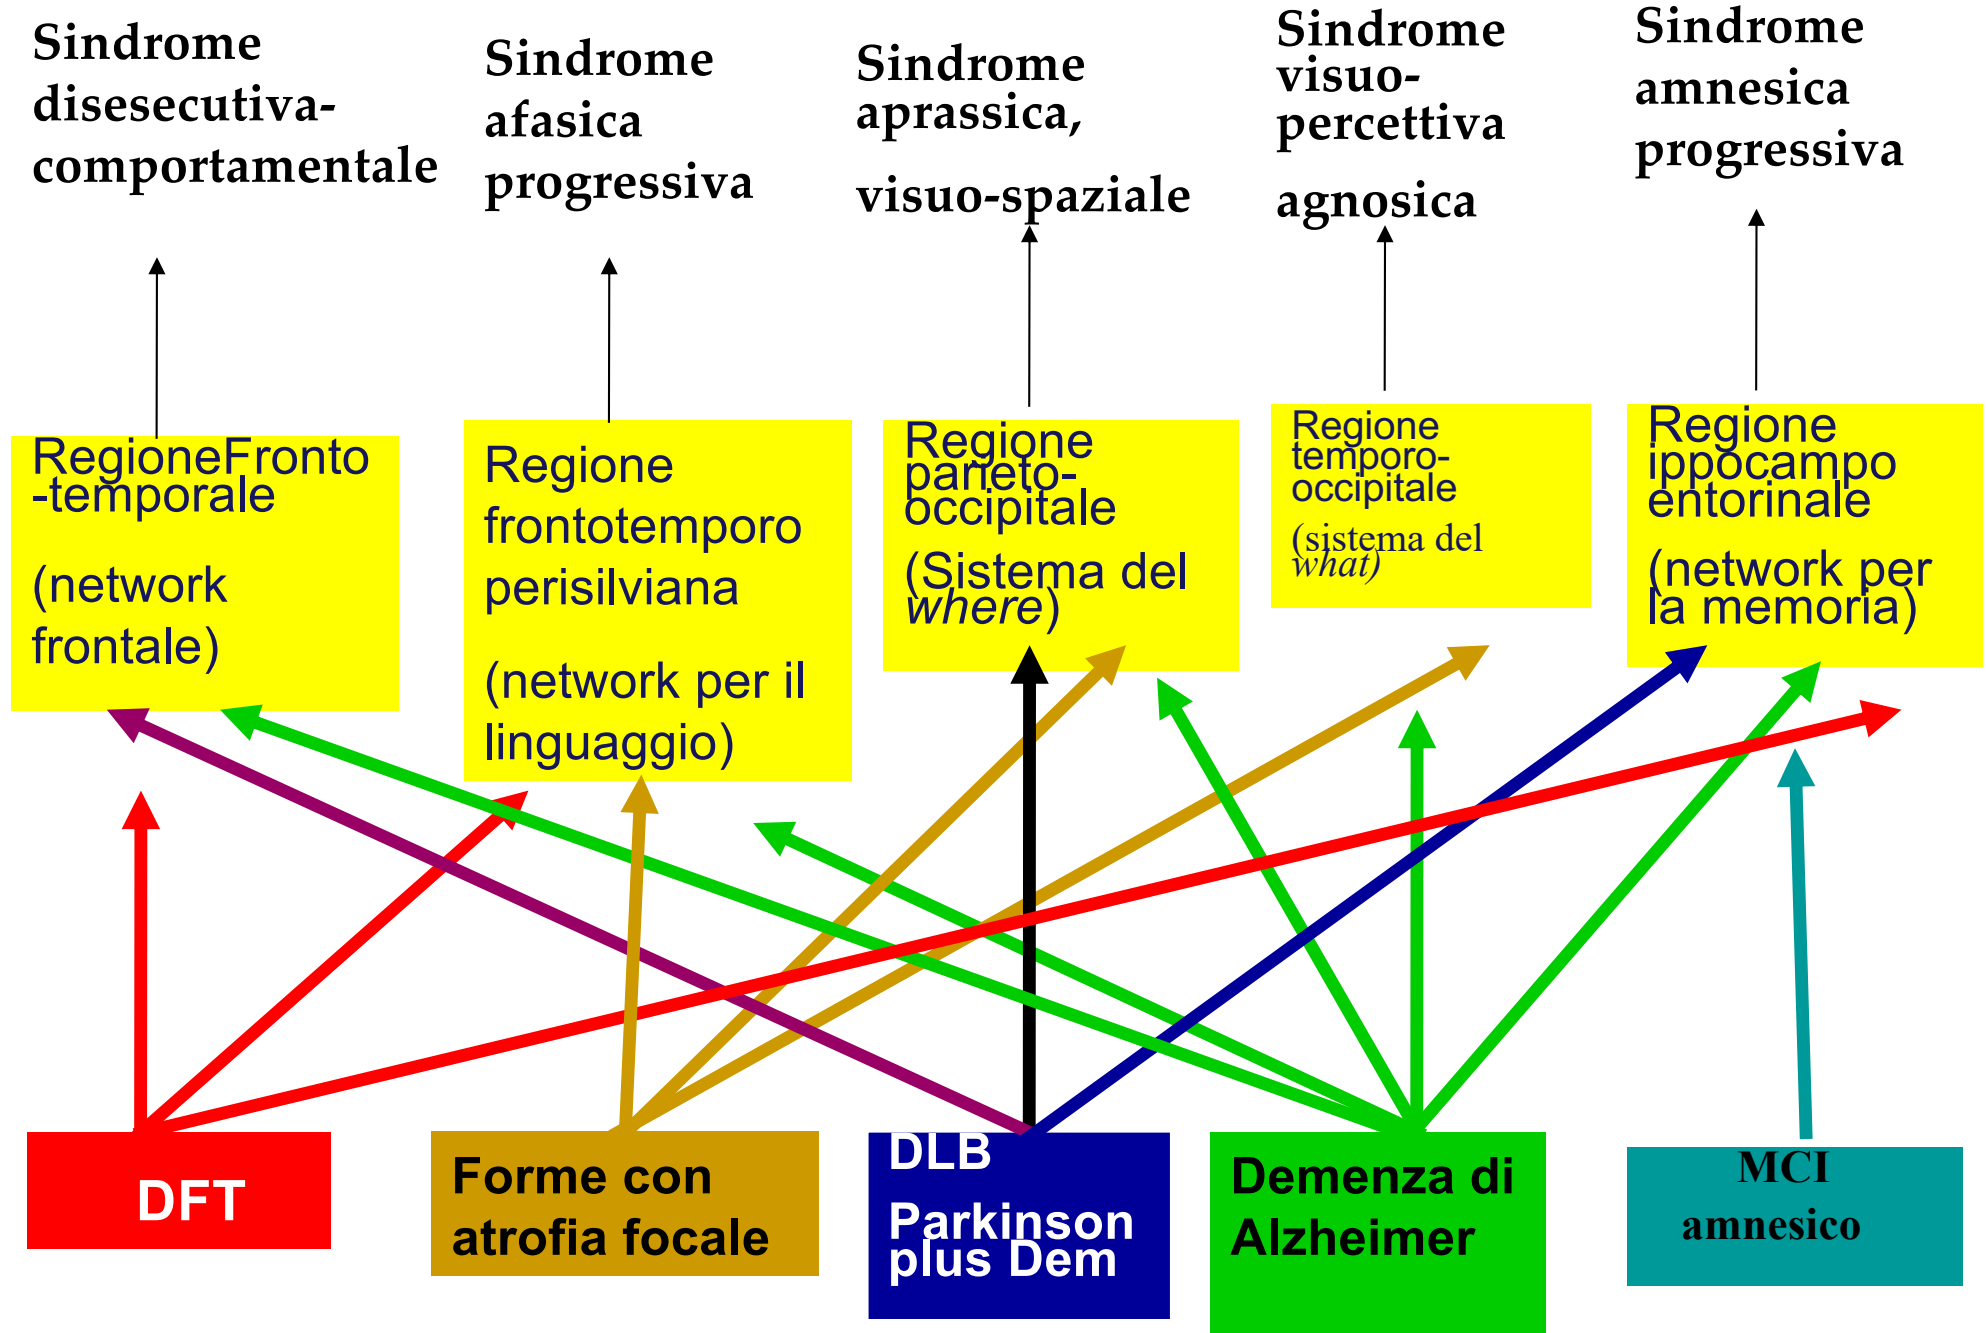 Sindrome
disesecutiva-
comportamentale
Sindrome
afasica
progressiva
Sindrome
aprassica,
visuo-spaziale
Sindrome
visuo-
percettiva
agnosica
Sindrome
amnesica
progressiva
RegioneFronto
-temporale
(network
frontale)
Regione
frontotemporo
perisilviana
(network per il
linguaggio)
Regione
parieto-
occipitale
(Sistema del
where)
Regione
temporo-
occipitale
(sistema del
what)
Regione
ippocampo
entorinale
(network per
la memoria)
DFT
Forme con
atrofia focale
DLB
Parkinson
plus Dem
Demenza di
Alzheimer
MCI
amnesico